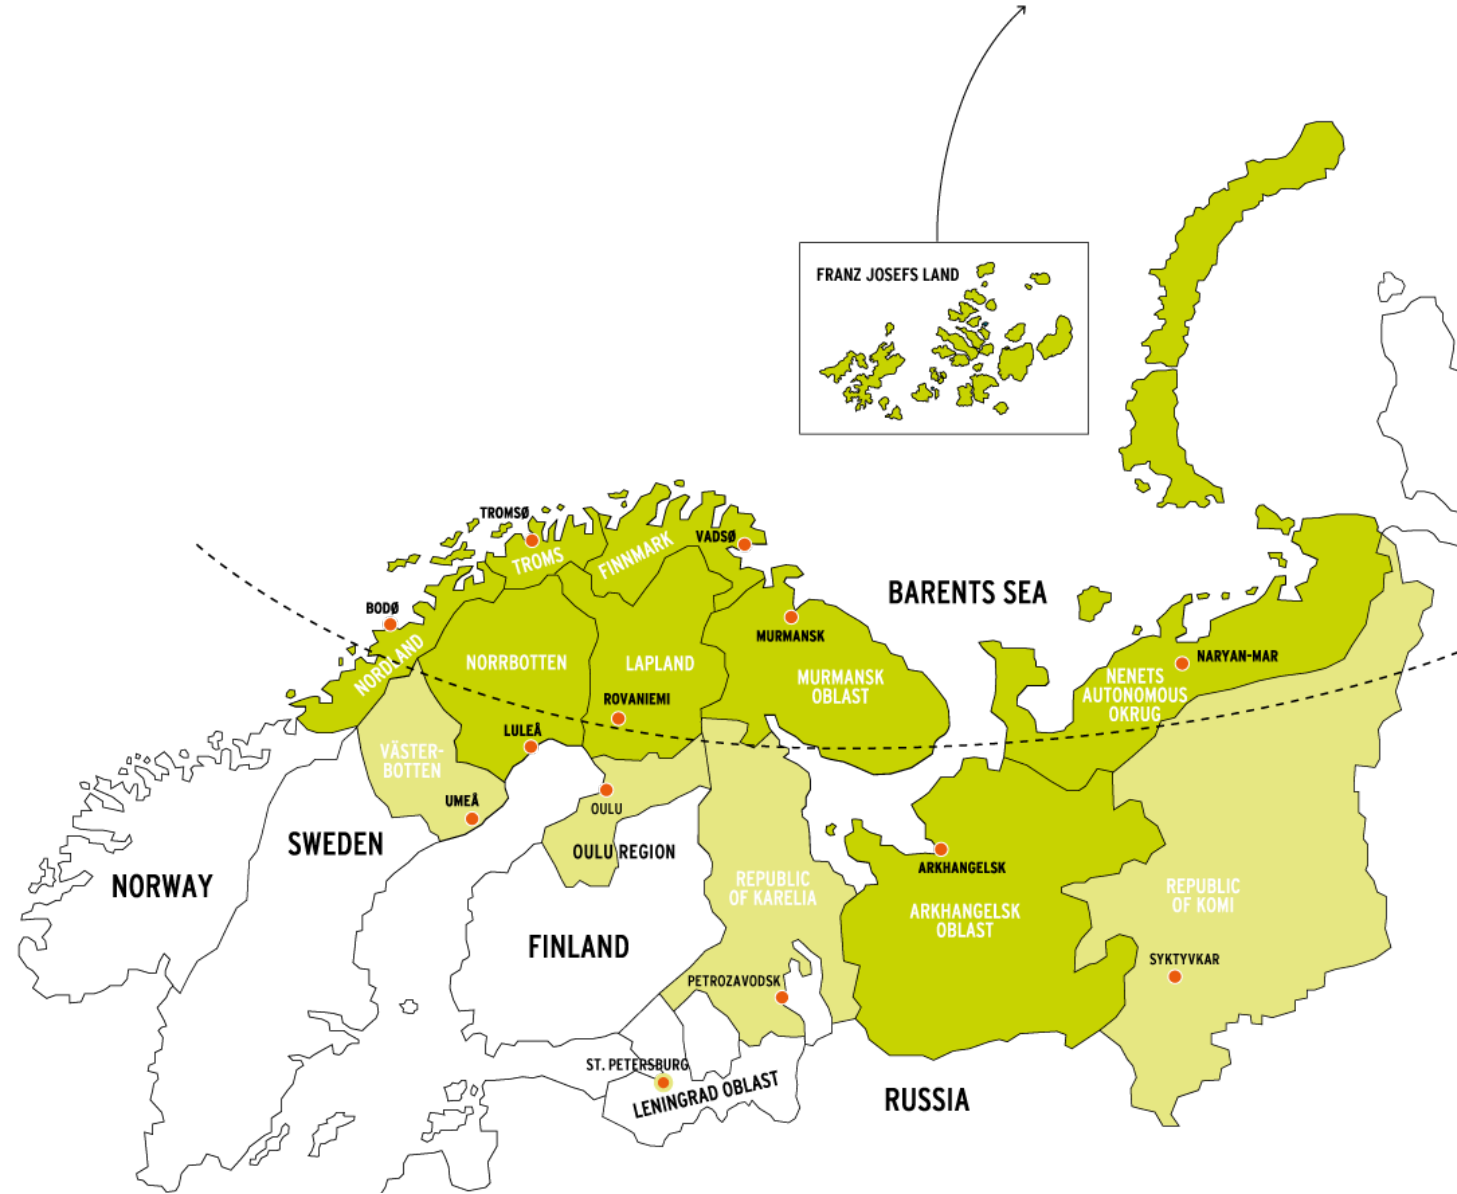 FRANZ JOSEFS LAND
TROMSØ
TROMS
FINNMARK
VADSØ
BARENTS SEA
BODØ
NORDLAND
NORRBOTTEN
LAPLAND
MURMANSK
MURMANSK
OBLAST
NARYAN-MAR
NENETS
AUTONOMOUS
OKRUG
ROVANIEMI
LULEÅ
VÄSTER-
BOTTEN
UMEÅ
OULU
OULU REGION
SWEDEN
NORWAY
FINLAND
REPUBLIC
OF KARELIA
ARKHANGELSK
ARKHANGELSK
OBLAST
REPUBLIC
OF KOMI
SYKTYVKAR
PETROZAVODSK
ST. PETERSBURG
LENINGRAD OBLAST
RUSSIA